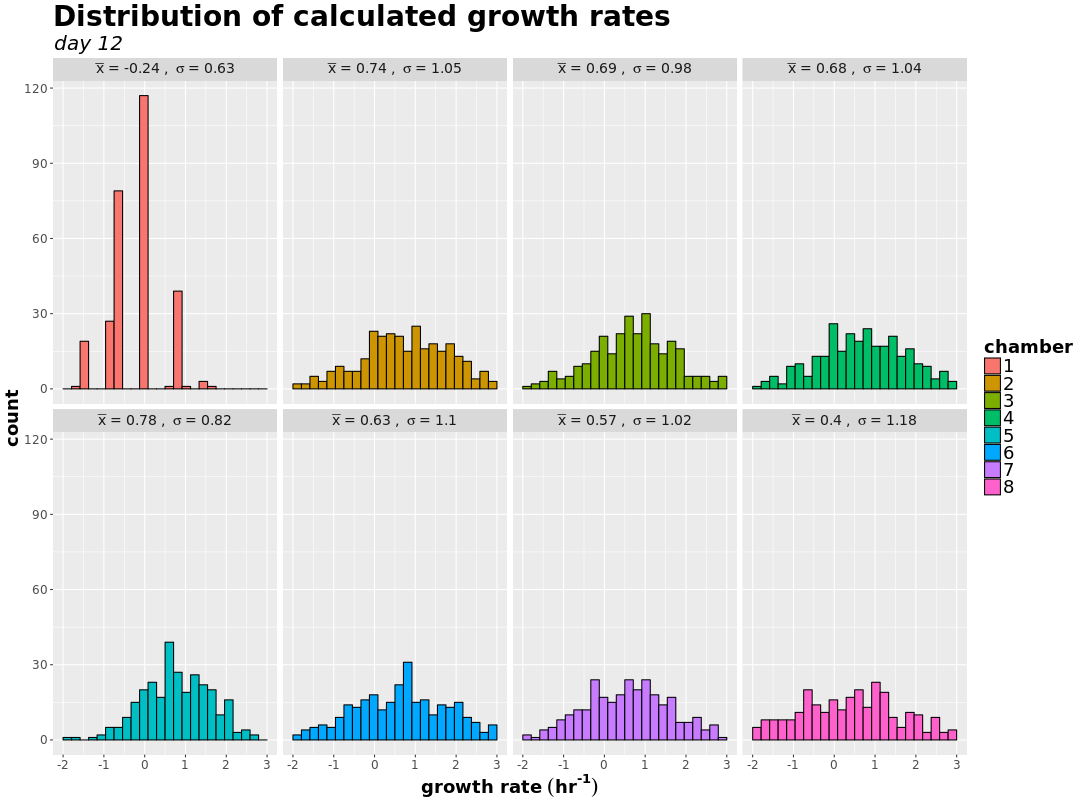 Distribution of calculated growth rates
day 12
x̅ = -0.24 , σ = 0.63
x̅ = 0.74 , σ = 1.05
x̅ = 0.69 , σ = 0.98
x̅ = 0.68 , σ = 1.04
120
90
60
30
0
count
x̅ = 0.78 , σ = 0.82
x̅ = 0.63 , σ = 1.1
x̅ = 0.57 , σ = 1.02
x̅ = 0.4 , σ = 1.18
120
90
60
30
0
-2 -1 0 1 2 3
-2 -1 0 1 2 3
-2 -1 0 1 2 3
-2 -1 0 1 2 3
growth rate (hr⁻¹)
chamber
1
2
3
4
5
6
7
8